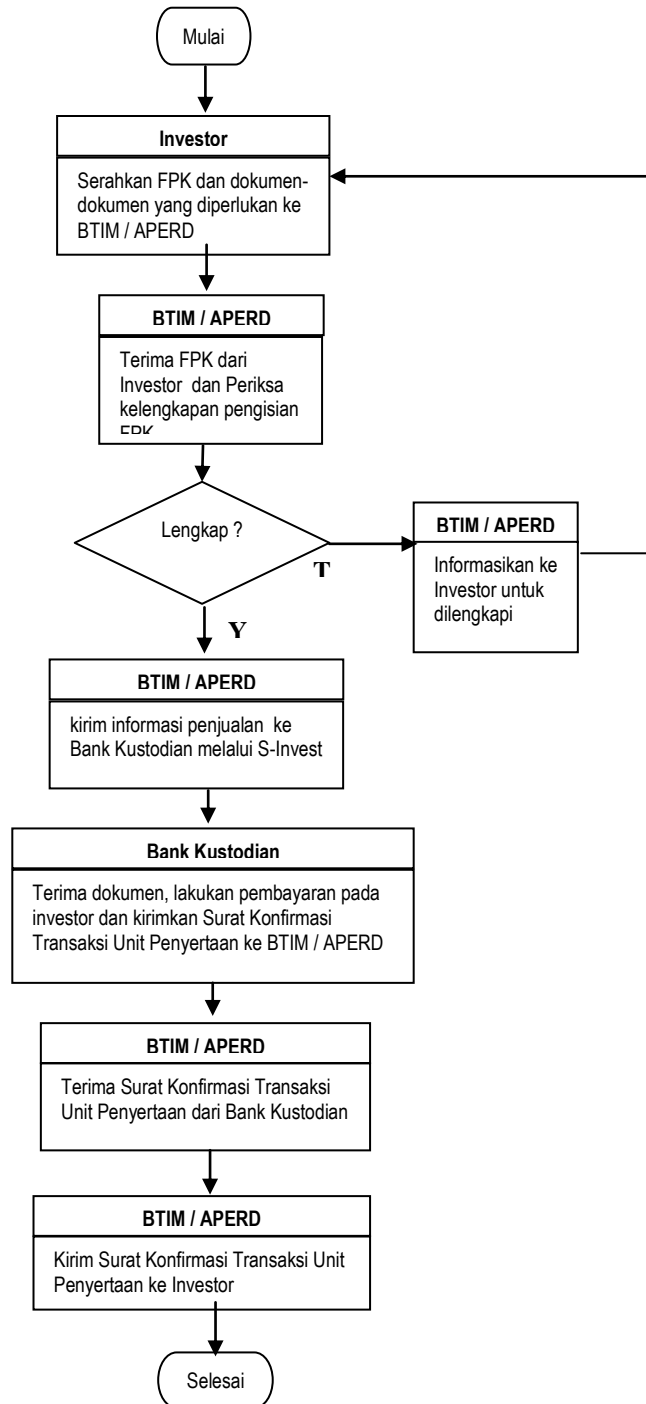 Mulai
Investor
Serahkan FPK dan dokumen-
dokumen yang diperlukan ke
BTIM / APERD
BTIM / APERD
Terima FPK dari
Investor dan Periksa
kelengkapan pengisian
FPK
Lengkap ?
T
BTIM / APERD
Informasikan ke
Investor untuk
dilengkapi
Y
BTIM / APERD
kirim informasi penjualan ke
Bank Kustodian melalui S-Invest
Bank Kustodian
Terima dokumen, lakukan pembayaran pada
investor dan kirimkan Surat Konfirmasi
Transaksi Unit Penyertaan ke BTIM / APERD
BTIM / APERD
Terima Surat Konfirmasi Transaksi
Unit Penyertaan dari Bank Kustodian
BTIM / APERD
Kirim Surat Konfirmasi Transaksi Unit
Penyertaan ke Investor
Selesai